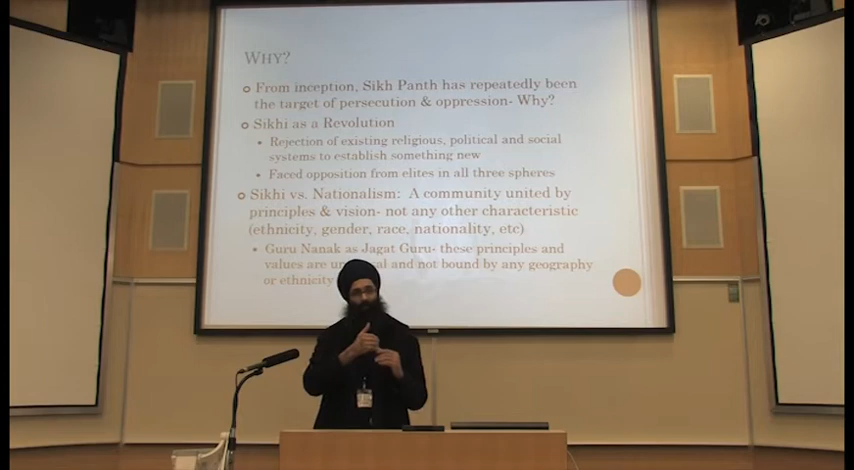 WHY?
From inception, Sikh Panth has repeatedly been
the target of persecution & oppression- Why?
Sikhi as a Revolution
Rejection of existing religious, political and social
systems to establish something new
Faced opposition from elites in all three spheres
Sikhi vs. Nationalism: A community united by
principles & vision- not any other characteristic
(ethnicity, gender, race, nationality, etc)
Guru Nanak as Jagat Guru- these principles and
values are and not bound by any geography
or ethnicity